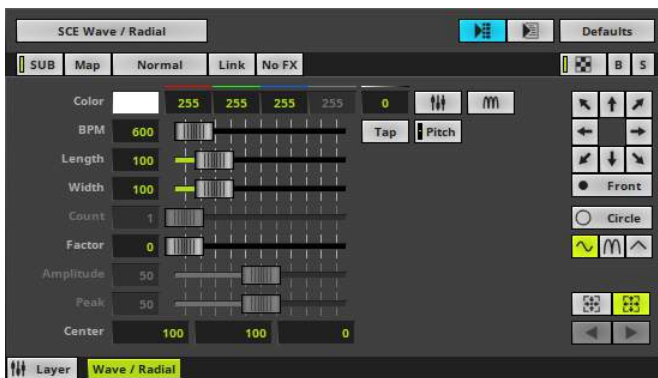 SCE Wave / Radial
Defaults
SUB Map Normal Link No FX B S
Color 255 255 255 255 0
BPM 600 Tap Pitch
Length 100
Width 100
Front
Count 1
Circle
Factor 0
Amplitude 50
Peak 50
Center 100 100 0
Layer Wave / Radial